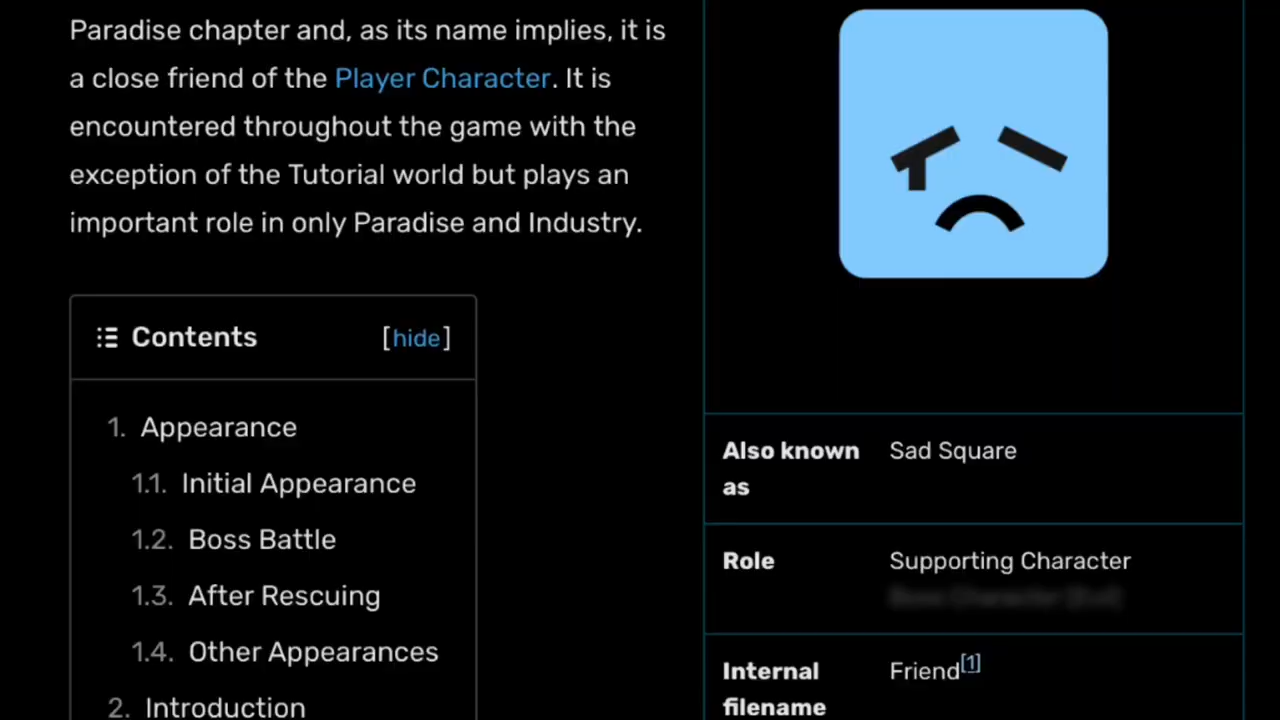 Paradise chapter and, as its name implies, it is
a close friend of the Player Character. It is
encountered throughout the game with the
exception of the Tutorial world but plays an
important role in only Paradise and Industry.
Contents [hide]
1. Appearance
1.1. Initial Appearance
1.2. Boss Battle
1.3. After Rescuing
1.4. Other Appearances
2. Introduction
Also known as Sad Square
Role Supporting Character
Internal filename Friend[1]